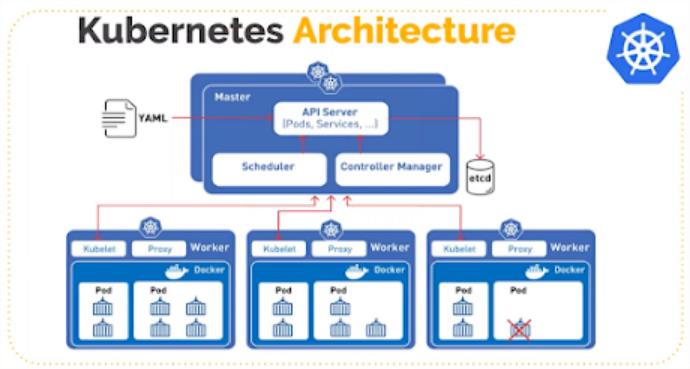 Kubernetes Architecture
Master
YAML
API Server
[Pods, Services, ...]
Scheduler
Controller Manager
etcd
Kubelet Proxy Worker
Docker
Pod Pod
Kubelet Proxy Worker
Docker
Pod Pod
Kubelet Proxy Worker
Docker
Pod Pod